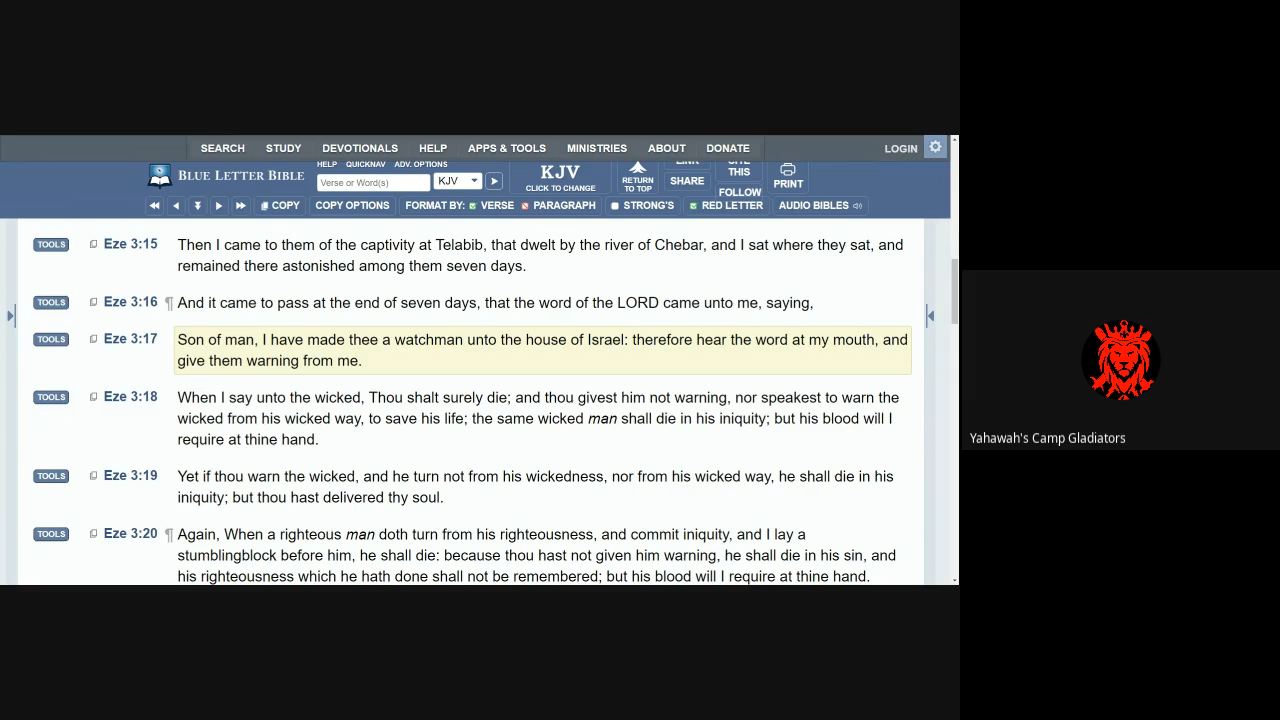 SEARCH STUDY DEVOTIONALS HELP APPS & TOOLS MINISTRIES ABOUT DONATE LOGIN
HELP QUICKNAV ADV. OPTIONS
BLUE LETTER BIBLE
Verse or Word(s) KJV
KJV
CLICK TO CHANGE
RETURN
TO TOP
LINK
SHARE
CITE
THIS
FOLLOW
PRINT
COPY COPY OPTIONS FORMAT BY: VERSE PARAGRAPH STRONG'S RED LETTER AUDIO BIBLES
TOOLS Eze 3:15 Then I came to them of the captivity at Telabib, that dwelt by the river of Chebar, and I sat where they sat, and
remained there astonished among them seven days.
TOOLS Eze 3:16 ¶ And it came to pass at the end of seven days, that the word of the LORD came unto me, saying,
TOOLS Eze 3:17 Son of man, I have made thee a watchman unto the house of Israel: therefore hear the word at my mouth, and
give them warning from me.
TOOLS Eze 3:18 When I say unto the wicked, Thou shalt surely die; and thou givest him not warning, nor speakest to warn the
wicked from his wicked way, to save his life; the same wicked man shall die in his iniquity; but his blood will I
require at thine hand.
TOOLS Eze 3:19 Yet if thou warn the wicked, and he turn not from his wickedness, nor from his wicked way, he shall die in his
iniquity; but thou hast delivered thy soul.
TOOLS Eze 3:20 ¶ Again, When a righteous man doth turn from his righteousness, and commit iniquity, and I lay a
stumblingblock before him, he shall die: because thou hast not given him warning, he shall die in his sin, and
his righteousness which he hath done shall not be remembered; but his blood will I require at thine hand.
Yahawah's Camp Gladiators